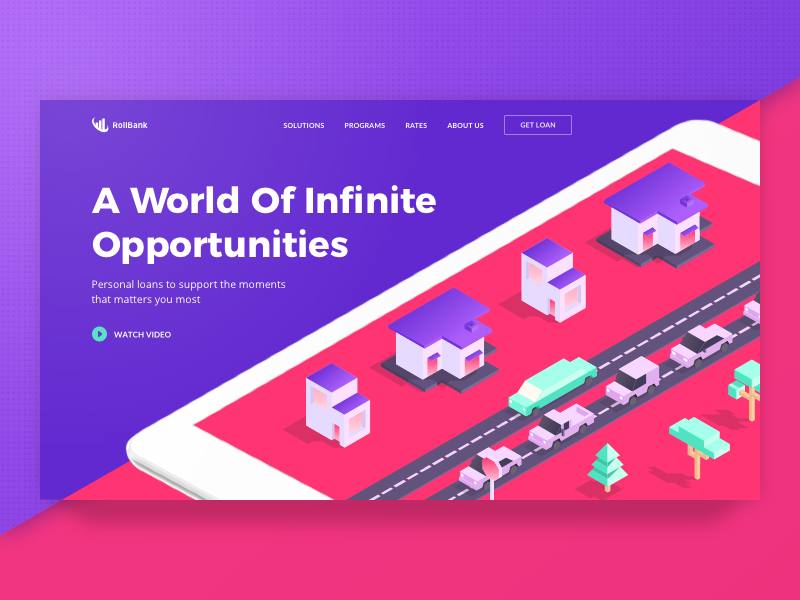 RollBank
SOLUTIONS PROGRAMS RATES ABOUT US GET LOAN
A World Of Infinite
Opportunities
Personal loans to support the moments
that matters you most
WATCH VIDEO